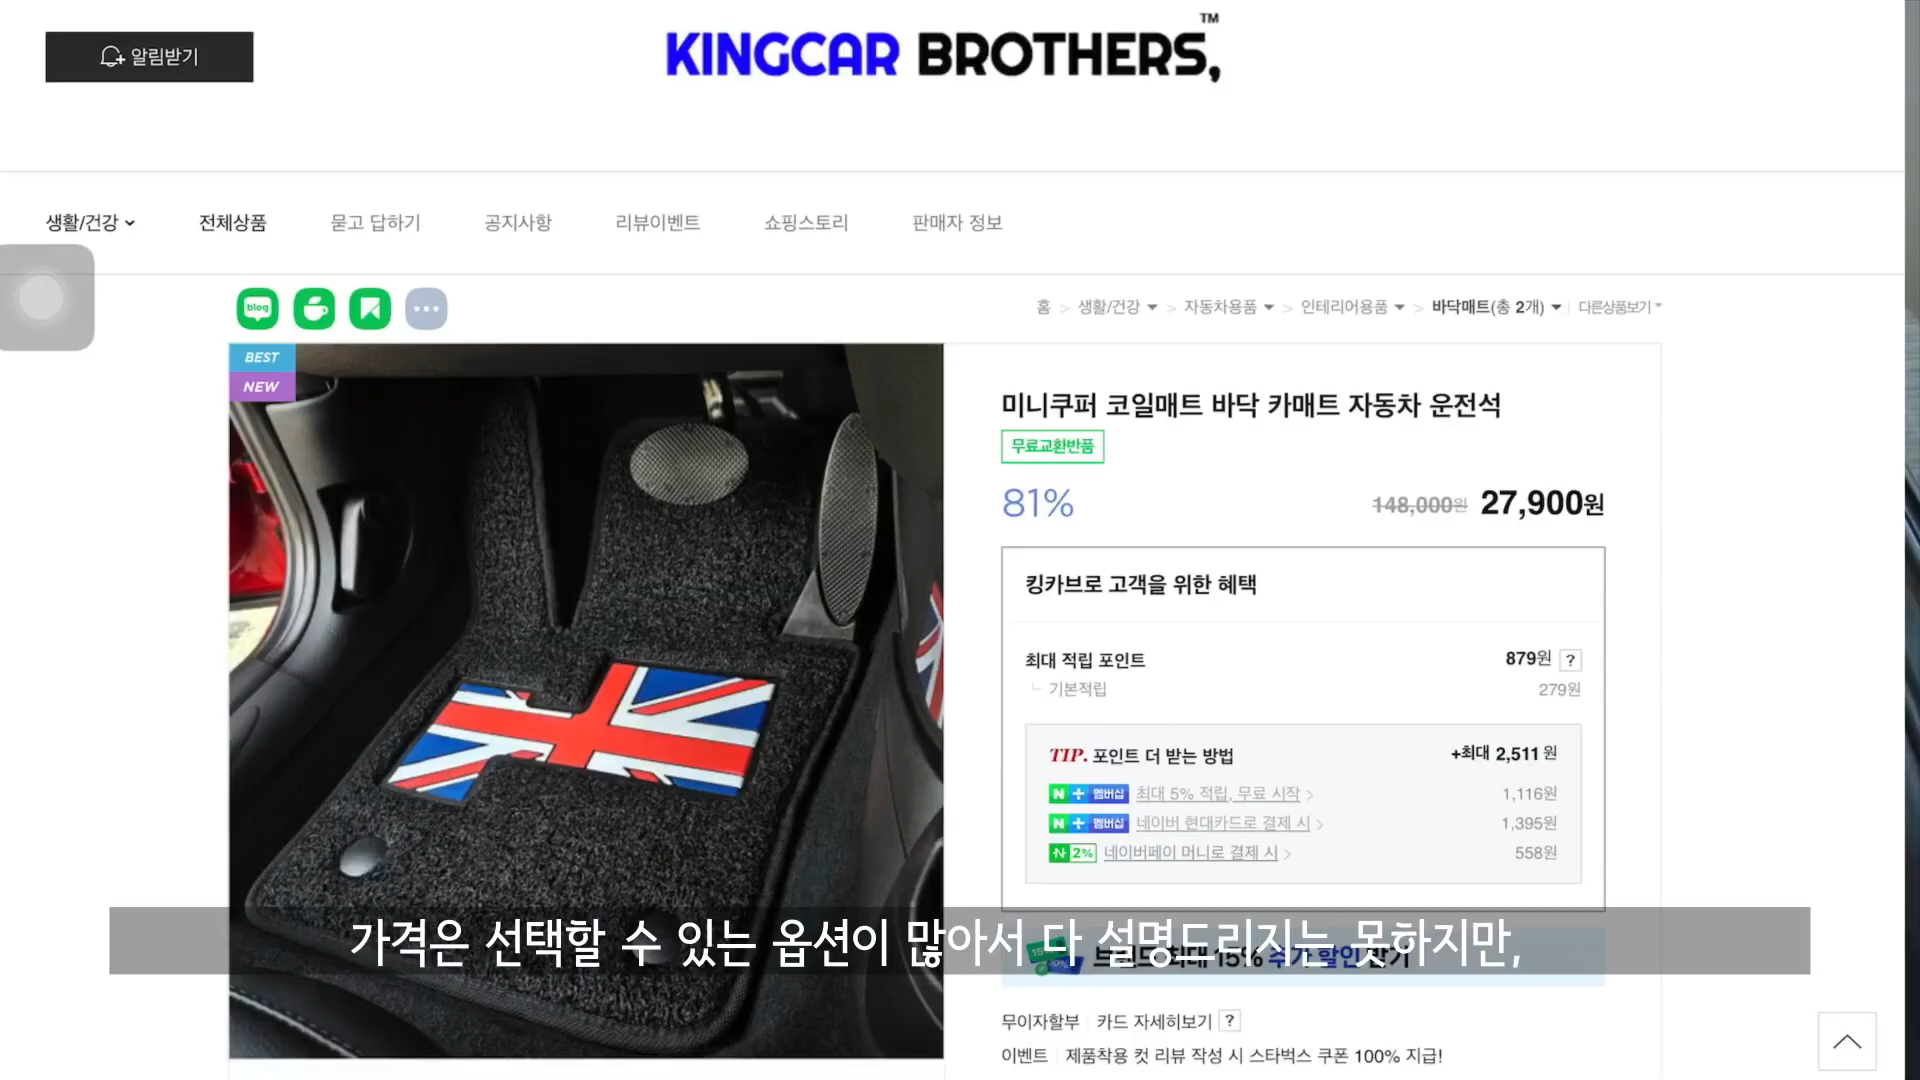 알림받기
KINGCAR BROTHERS,™
생활/건강 전체상품 묻고 답하기 공지사항 리뷰이벤트 쇼핑스토리 판매자 정보
blog
홈 > 생활/건강 > 자동차용품 > 인테리어용품 > 바닥매트(총 2개) 다른상품보기
BEST
NEW
미니쿠퍼 코일매트 바닥 카매트 자동차 운전석
무료교환반품
81% 148,000원 27,900원
킹카브로 고객을 위한 혜택
최대 적립 포인트 879원 ?
기본적립 279원
TIP. 포인트 더 받는 방법 +최대 2,511 원
N + 멤버십 최대 5% 적립, 무료 시작 > 1,116원
N + 멤버십 네이버 현대카드로 결제 시 > 1,395원
N 2% 네이버페이 머니로 결제 시 > 558원
가격은 선택할 수 있는 옵션이 많아서 다 설명드리지는 못하지만,
최대 15% 추가 할인 받기
무이자할부 카드 자세히보기 ?
이벤트 제품착용 컷 리뷰 작성 시 스타벅스 쿠폰 100% 지급!